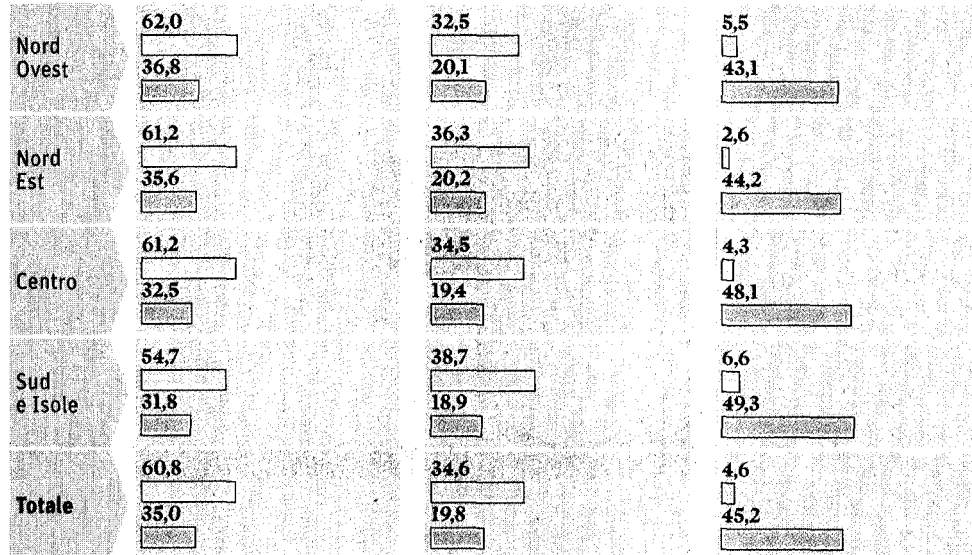 62,0 32,5 5,5
Nord
Ovest
36,8 20,1 43,1
61,2 36,3 2,6
Nord
Est
35,6 20,2 44,2
61,2 34,5 4,3
Centro
32,5 19,4 48,1
54,7 38,7 6,6
Sud
e Isole
31,8 18,9 49,3
60,8 34,6 4,6
Totale
35,0 19,8 45,2